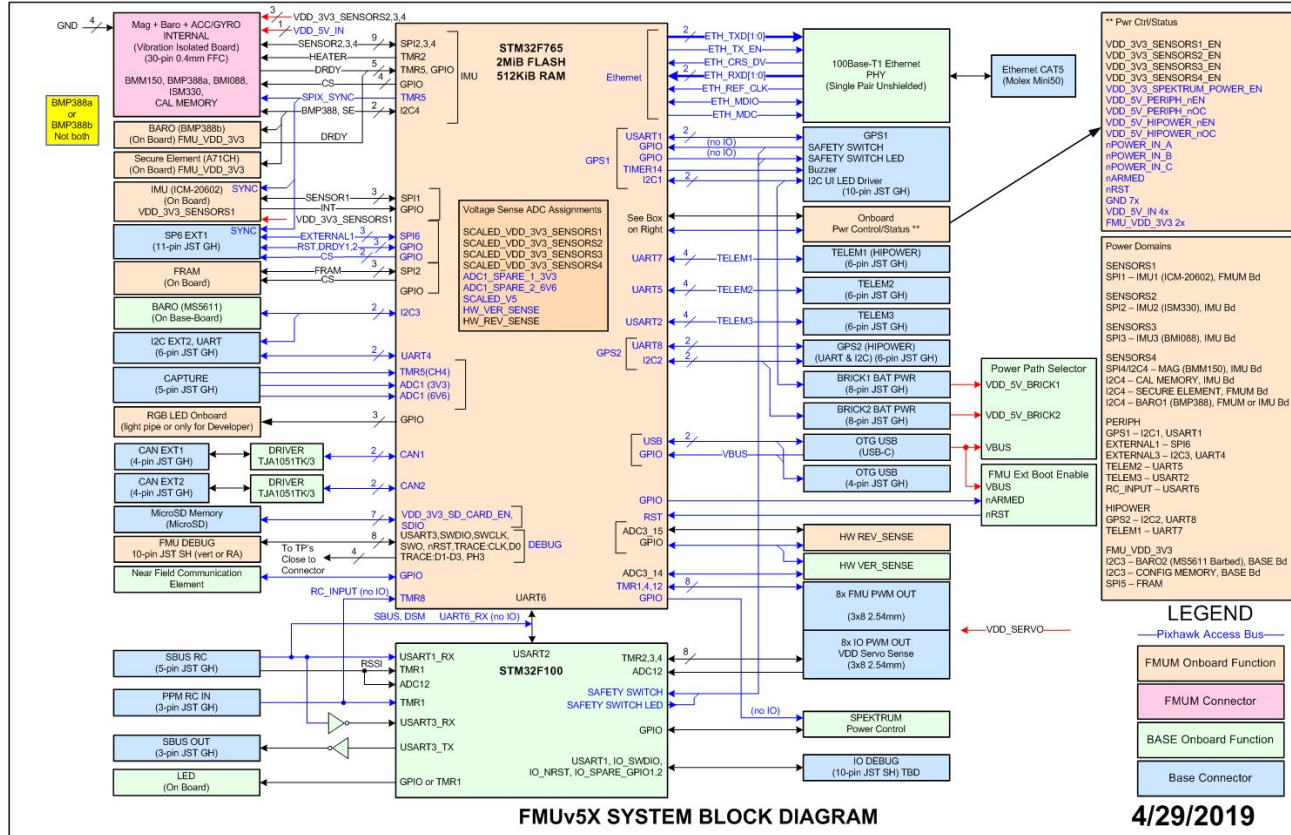 GND
4
Mag + Baro + ACC/GYRO
INTERNAL
(Vibration Isolated Board)
(30-pin 0.4mm FFC)
BMM150, BMP388a, BMI088,
ISM330,
CAL MEMORY
BMP388a
or
BMP388b
Not both
BARO (BMP388b)
(On Board) FMU_VDD_3V3
Secure Element (A71CH)
(On Board) FMU_VDD_3V3
IMU (ICM-20602)
(On Board)
VDD_3V3_SENSORS1
SYNC
SP6 EXT1
(11-pin JST GH)
SYNC
FRAM
(On Board)
BARO (MS5611)
(On Base-Board)
I2C EXT2, UART
(6-pin JST GH)
CAPTURE
(5-pin JST GH)
RGB LED Onboard
(light pipe or only for Developer)
CAN EXT1
(4-pin JST GH)
DRIVER
TJA1051TK/3
CAN EXT2
(4-pin JST GH)
DRIVER
TJA1051TK/3
MicroSD Memory
(MicroSD)
FMU DEBUG
10-pin JST SH (vert or RA)
Near Field Communication
Element
SBUS RC
(5-pin JST GH)
PPM RC IN
(3-pin JST GH)
SBUS OUT
(3-pin JST GH)
LED
(On Board)
3
VDD_3V3_SENSORS2,3,4
1
VDD_5V_IN
SENSOR2,3,4
9
HEATER
DRDY
5
CS
4
SPIX_SYNC
BMP388, SE
2
DRDY
SENSOR1
3
INT
VDD_3V3_SENSORS1
EXTERNAL1
3
RST,DRDY1,2
3
CS
2
FRAM
3
CS
2
2
3
2
2
7
8
To TP's
Close to
Connector
4
RC_INPUT (no IO)
SBUS, DSM
UART6_RX (no IO)
RSSI
STM32F765
2MiB FLASH
512KiB RAM
SPI2,3,4
TMR2
TMR5, GPIO
GPIO
TMR5
I2C4
IMU
SPI1
GPIO
SPI6
GPIO
GPIO
SPI2
GPIO
I2C3
UART4
TMR5(CH4)
ADC1 (3V3)
ADC1 (6V6)
GPIO
CAN1
CAN2
VDD_3V3_SD_CARD_EN,
SDIO
USART3,SWDIO,SWCLK,
SWO, nRST,TRACE:CLK,D0
TRACE:D1-D3, PH3
DEBUG
GPIO
TMR8
UART6
Voltage Sense ADC Assignments
SCALED_VDD_3V3_SENSORS1
SCALED_VDD_3V3_SENSORS2
SCALED_VDD_3V3_SENSORS3
SCALED_VDD_3V3_SENSORS4
ADC1_SPARE_1_3V3
ADC1_SPARE_2_6V6
SCALED_V5
HW_VER_SENSE
HW_REV_SENSE
Ethernet
GPS1
USART1
GPIO
GPIO
TIMER14
I2C1
See Box
on Right
UART7
UART5
USART2
GPS2
UART8
I2C2
USB
GPIO
GPIO
RST
ADC3_15
GPIO
ADC3_14
TMR1,4,12
GPIO
2
ETH_TXD[1:0]
ETH_TX_EN
ETH_CRS_DV
2
ETH_RXD[1:0]
ETH_REF_CLK
ETH_MDIO
ETH_MDC
2
(no IO)
(no IO)
2
4
TELEM1
4
TELEM2
4
TELEM3
2
2
2
VBUS
8
100Base-T1 Ethernet
PHY
(Single Pair Unshielded)
Ethernet CAT5
(Molex Mini50)
GPS1
SAFETY SWITCH
SAFETY SWITCH LED
Buzzer
I2C UI LED Driver
(10-pin JST GH)
Onboard
Pwr Control/Status **
TELEM1 (HIPOWER)
(6-pin JST GH)
TELEM2
(6-pin JST GH)
TELEM3
(6-pin JST GH)
GPS2 (HIPOWER)
(UART & I2C) (6-pin JST GH)
BRICK1 BAT PWR
(8-pin JST GH)
BRICK2 BAT PWR
(8-pin JST GH)
OTG USB
(USB-C)
OTG USB
(4-pin JST GH)
Power Path Selector
VDD_5V_BRICK1
VDD_5V_BRICK2
VBUS
FMU Ext Boot Enable
VBUS
nARMED
nRST
HW REV_SENSE
HW VER_SENSE
8x FMU PWM OUT
(3x8 2.54mm)
8x IO PWM OUT
VDD Servo Sense
(3x8 2.54mm)
VDD_SERVO
SPEKTRUM
Power Control
IO DEBUG
(10-pin JST SH) TBD
USART2
STM32F100
USART1_RX
TMR1
ADC12
TMR1
USART3_RX
USART3_TX
GPIO or TMR1
TMR2,3,4
8
ADC12
SAFETY SWITCH
SAFETY SWITCH LED
(no IO)
GPIO
USART1, IO_SWDIO,
IO_NRST, IO_SPARE_GPIO1,2
** Pwr Ctrl/Status
VDD_3V3_SENSORS1_EN
VDD_3V3_SENSORS2_EN
VDD_3V3_SENSORS3_EN
VDD_3V3_SENSORS4_EN
VDD_3V3_SPEKTRUM_POWER_EN
VDD_5V_PERIPH_nEN
VDD_5V_PERIPH_nOC
VDD_5V_HIPOWER_nEN
VDD_5V_HIPOWER_nOC
nPOWER_IN_A
nPOWER_IN_B
nPOWER_IN_C
nARMED
nRST
GND 7x
VDD_5V_IN 4x
FMU_VDD_3V3 2x
Power Domains
SENSORS1
SPI1 – IMU1 (ICM-20602), FMUM Bd
SENSORS2
SPI2 – IMU2 (ISM330), IMU Bd
SENSORS3
SPI3 – IMU3 (BMI088), IMU Bd
SENSORS4
SPI4/I2C4 – MAG (BMM150), IMU Bd
I2C4 – CAL MEMORY, IMU Bd
I2C4 – SECURE ELEMENT, FMUM Bd
I2C4 – BARO1 (BMP388), FMUM or IMU Bd
PERIPH
GPS1 – I2C1, USART1
EXTERNAL1 – SPI6
EXTERNAL3 – I2C3, UART4
TELEM2 – UART5
TELEM3 – USART2
RC_INPUT – USART6
HIPOWER
GPS2 – I2C2, UART8
TELEM1 – UART7
FMU_VDD_3V3
I2C3 – BARO2 (MS5611 Barbed), BASE Bd
I2C3 – CONFIG MEMORY, BASE Bd
SPI5 – FRAM
LEGEND
Pixhawk Access Bus
FMUM Onboard Function
FMUM Connector
BASE Onboard Function
Base Connector
FMUv5X SYSTEM BLOCK DIAGRAM
4/29/2019